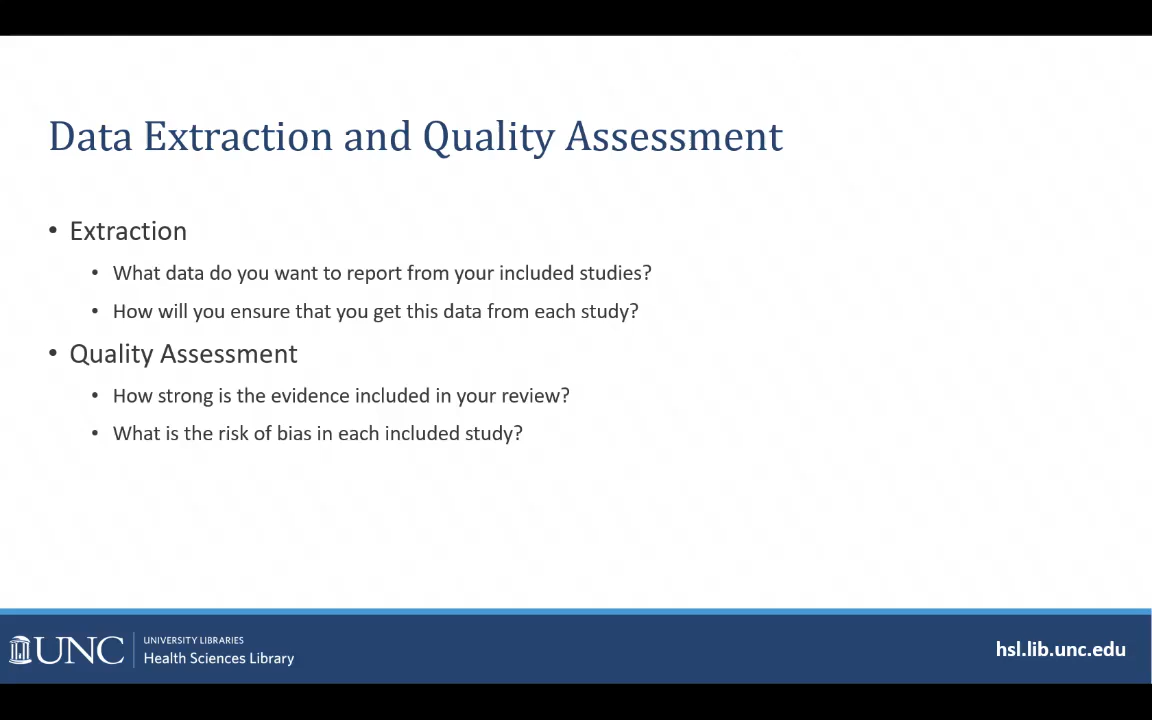 Data Extraction and Quality Assessment
• Extraction
• What data do you want to report from your included studies?
• How will you ensure that you get this data from each study?
• Quality Assessment
• How strong is the evidence included in your review?
• What is the risk of bias in each included study?
UNC
UNIVERSITY LIBRARIES
Health Sciences Library
hsl.lib.unc.edu